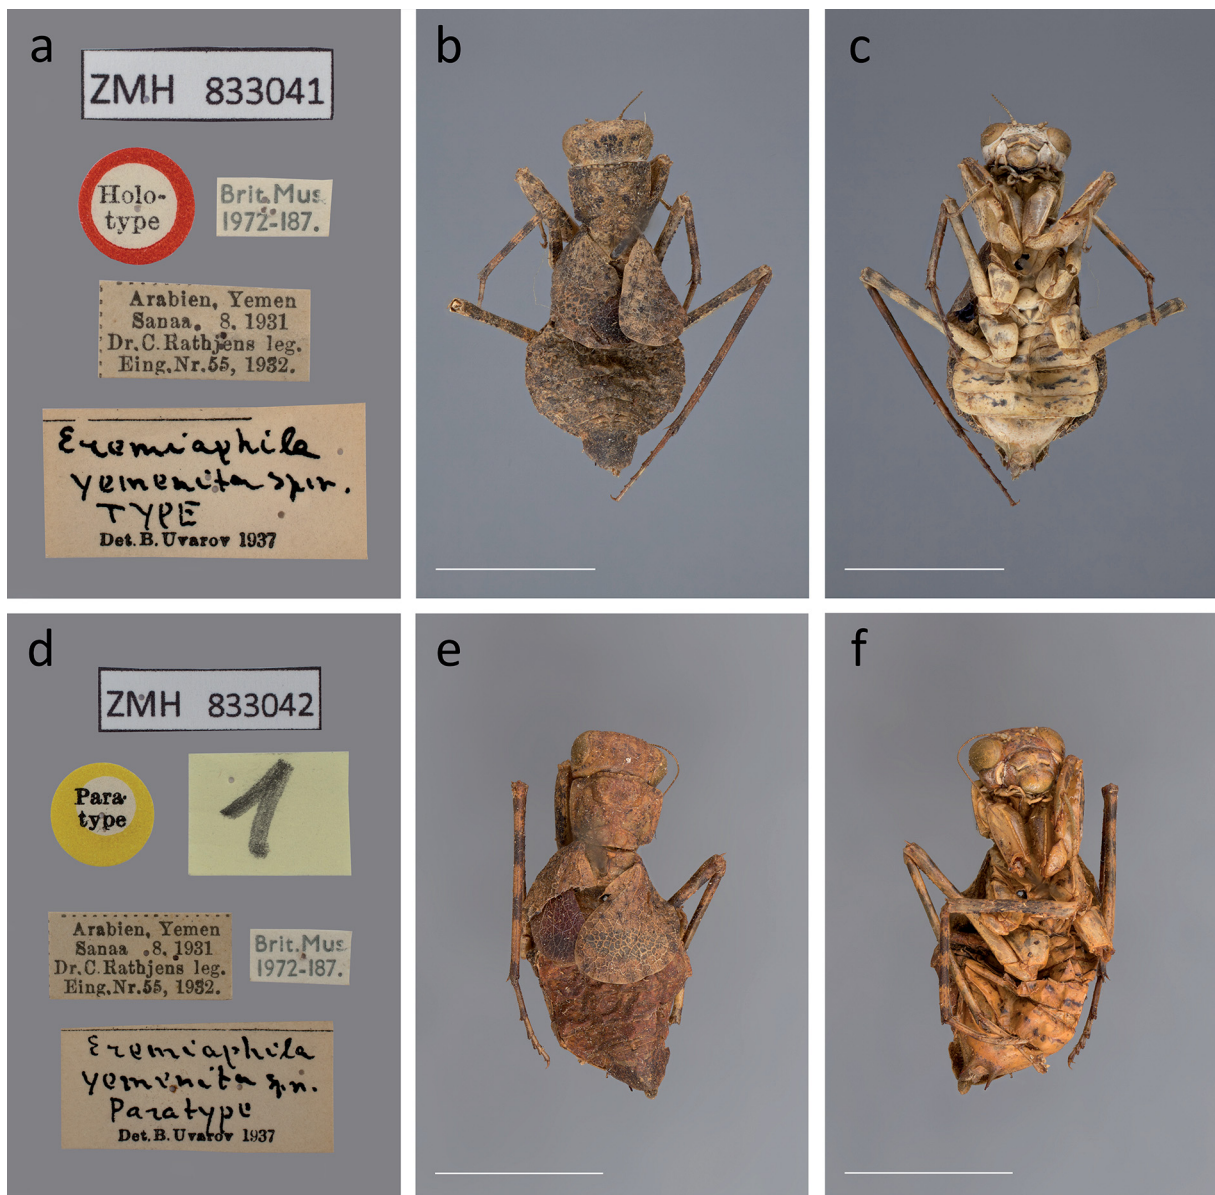 a
ZMH 833041
Holo-
type
Brit.Mus.
1972-187.
Arabien, Yemen
Sanaa. 8. 1931
Dr.C.Rathjens leg.
Eing.Nr.55, 1932.
Eremiaphila
yemenita sp.n.
TYPE
Det. B. Uvarov 1937
b
c
d
ZMH 833042
Para-
type
1
Arabien, Yemen
Sanaa .8. 1931
Dr.C.Rathjens leg.
Eing.Nr.55, 1932.
Brit.Mus.
1972-187.
Eremiaphila
yemenita sp.n.
Paratype
Det. B. Uvarov 1937
e
f